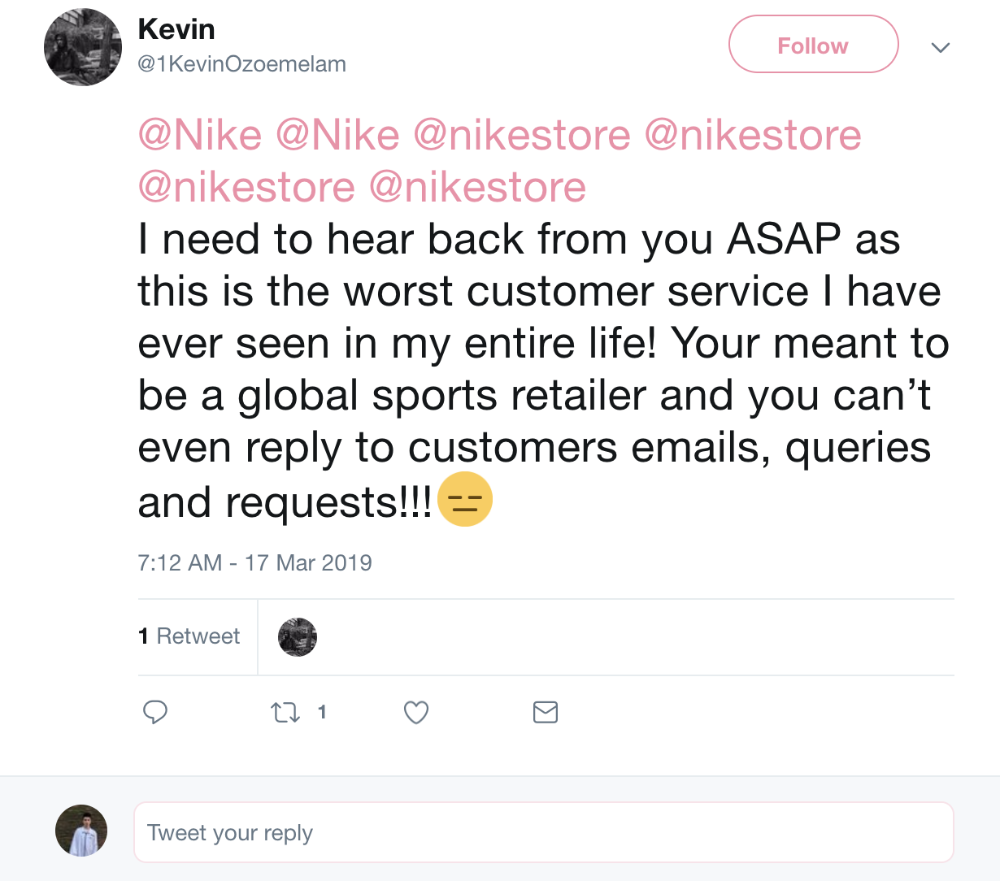 Kevin
@1KevinOzoemelam
Follow
@Nike @Nike @nikestore @nikestore
@nikestore @nikestore
I need to hear back from you ASAP as
this is the worst customer service I have
ever seen in my entire life! Your meant to
be a global sports retailer and you can’t
even reply to customers emails, queries
and requests!!!😑
7:12 AM - 17 Mar 2019
1 Retweet
1
Tweet your reply